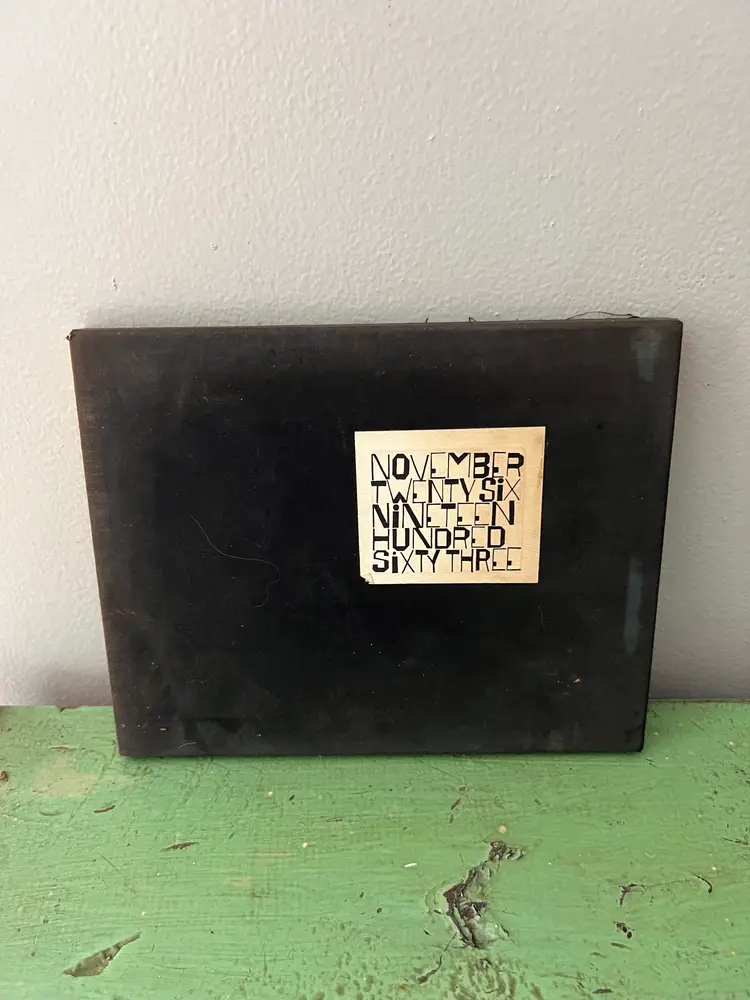 NOVEMBER
TWENTY SiX
NiNETEEN
HUNDRED
SiXTY THREE